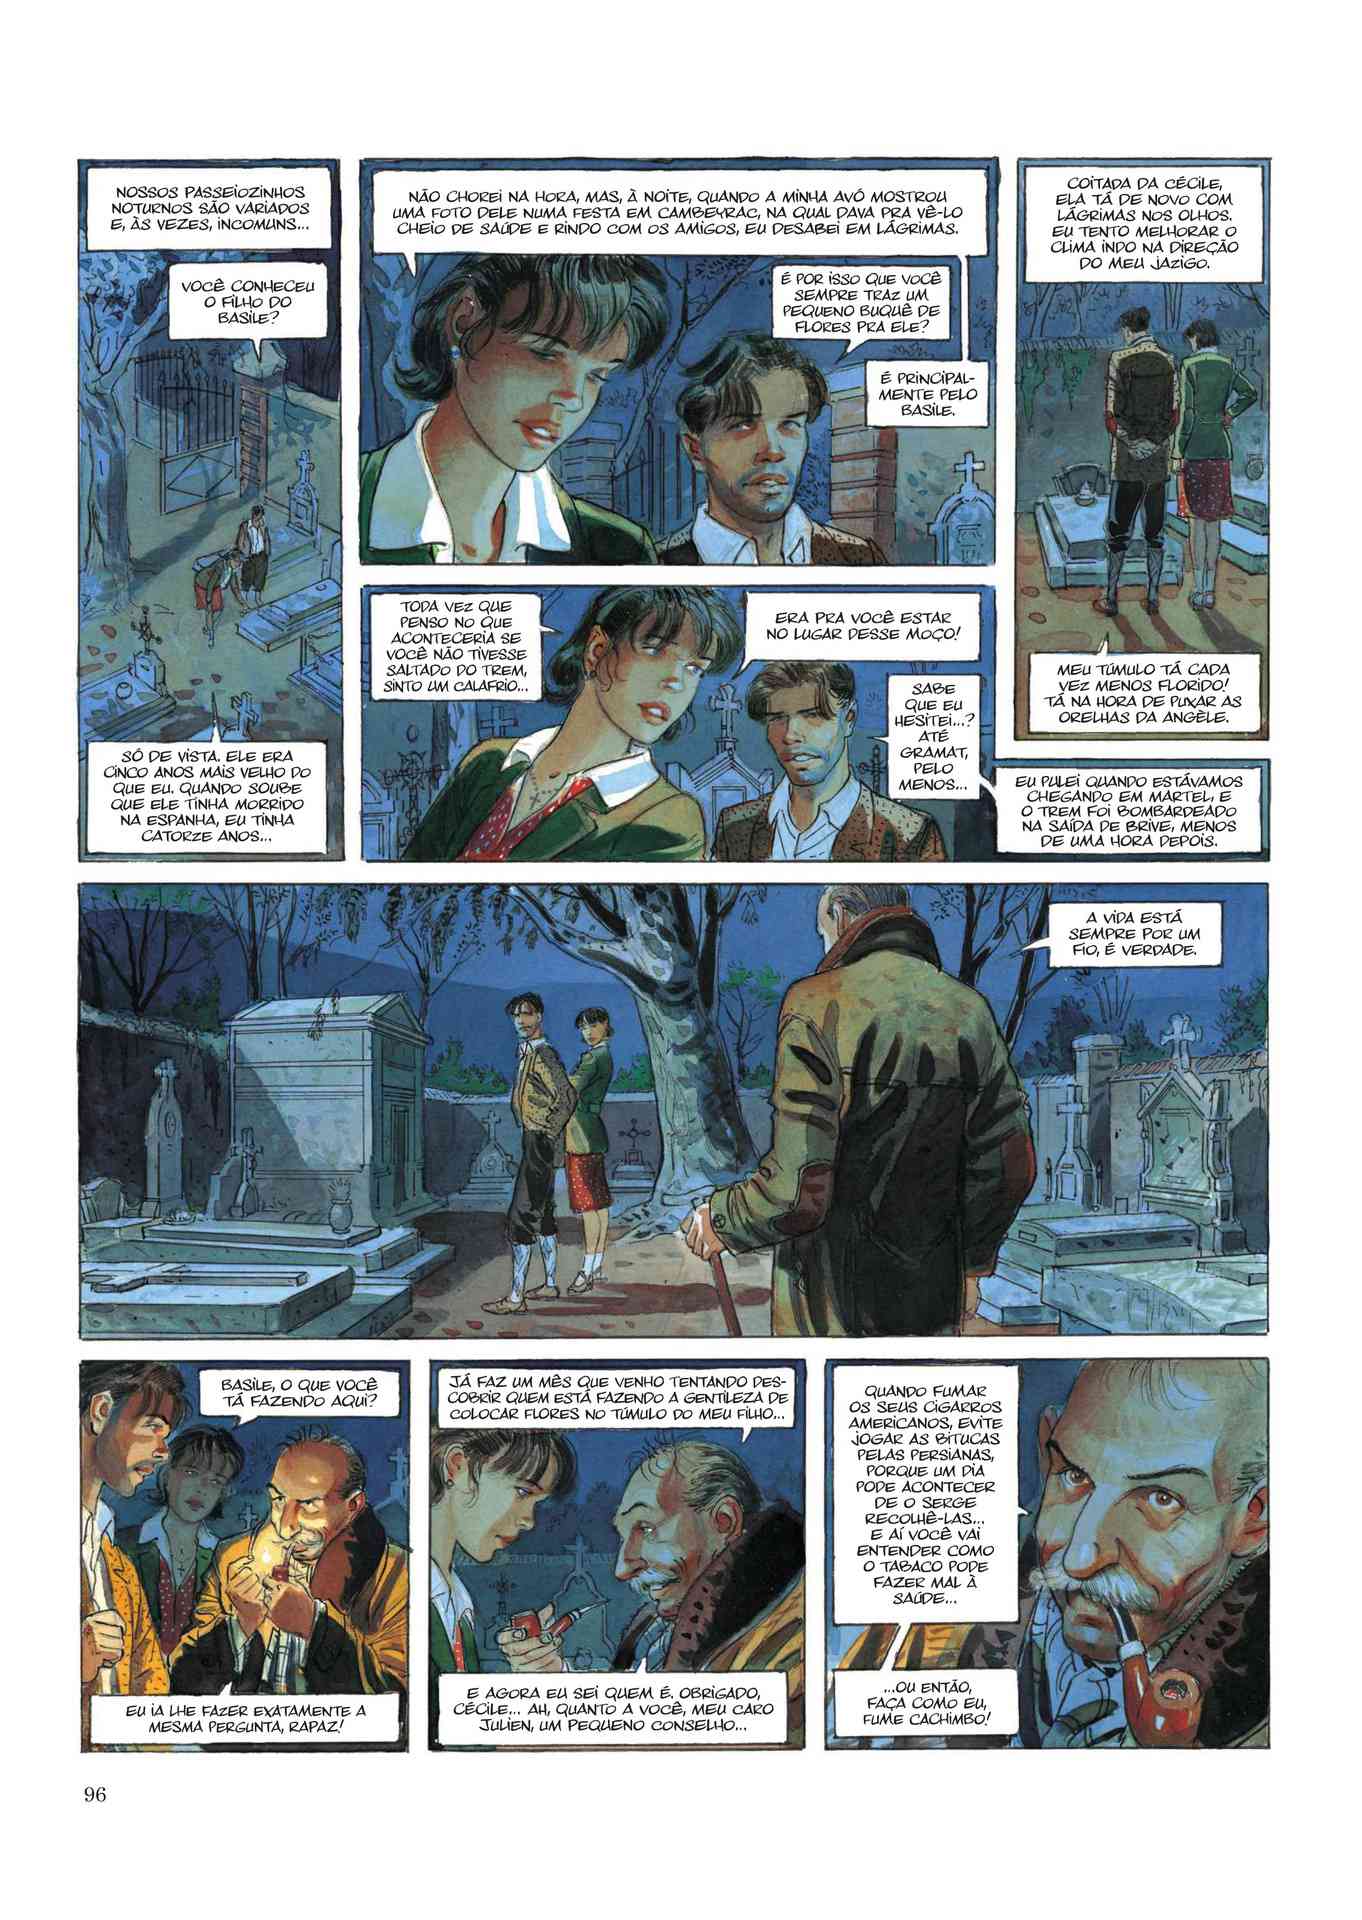 NOSSOS PASSEIOZINHOS
NOTURNOS SÃO VARIADOS
E, ÀS VEZES, INCOMUNS...
VOCÊ CONHECEU
O FILHO DO
BASILE?
SÓ DE VISTA. ELE ERA
CINCO ANOS MAIS VELHO DO
QUE EU. QUANDO SOUBE
QUE ELE TINHA MORRIDO
NA ESPANHA, EU TINHA
CATORZE ANOS...
NÃO CHOREI NA HORA, MAS, À NOITE, QUANDO A MINHA AVÓ MOSTROU
UMA FOTO DELE NUMA FESTA EM CAMBEYRAC, NA QUAL DAVA PRA VÊ-LO
CHEIO DE SAÚDE E RINDO COM OS AMIGOS, EU DESABEI EM LÁGRIMAS.
É POR ISSO QUE VOCÊ
SEMPRE TRAZ UM
PEQUENO BUQUÊ DE
FLORES PRA ELE?
É PRINCIPAL-
MENTE PELO
BASILE.
COITADA DA CÉCILE,
ELA TÁ DE NOVO COM
LÁGRIMAS NOS OLHOS.
EU TENTO MELHORAR O
CLIMA INDO NA DIREÇÃO
DO MEU JAZIGO.
MEU TÚMULO TÁ CADA
VEZ MENOS FLORIDO!
TÁ NA HORA DE PUXAR AS
ORELHAS DA ANGÈLE.
TODA VEZ QUE
PENSO NO QUE
ACONTECERIA SE
VOCÊ NÃO TIVESSE
SALTADO DO TREM,
SINTO UM CALAFRIO...
ERA PRA VOCÊ ESTAR
NO LUGAR DESSE MOÇO!
SABE
QUE EU
HESITEI...?
ATÉ
GRAMAT,
PELO
MENOS...
EU PULEI QUANDO ESTÁVAMOS
CHEGANDO EM MARTEL, E
O TREM FOI BOMBARDEADO
NA SAÍDA DE BRIVE, MENOS
DE UMA HORA DEPOIS.
A VIDA ESTÁ
SEMPRE POR UM
FIO, É VERDADE.
BASILE, O QUE VOCÊ
TÁ FAZENDO AQUI?
EU IA LHE FAZER EXATAMENTE A
MESMA PERGUNTA, RAPAZ!
JÁ FAZ UM MÊS QUE VENHO TENTANDO DES-
COBRIR QUEM ESTÁ FAZENDO A GENTILEZA DE
COLOCAR FLORES NO TÚMULO DO MEU FILHO...
E AGORA EU SEI QUEM É. OBRIGADO,
CÉCILE... AH, QUANTO A VOCÊ, MEU CARO
JULIEN, UM PEQUENO CONSELHO...
QUANDO FUMAR
OS SEUS CIGARROS
AMERICANOS, EVITE
JOGAR AS BITUCAS
PELAS PERSIANAS,
PORQUE UM DIA
PODE ACONTECER
DE O SERGE
RECOLHÊ-LAS...
E AÍ VOCÊ VAI
ENTENDER COMO
O TABACO PODE
FAZER MAL À
SAÚDE...
...OU ENTÃO,
FAÇA COMO EU,
FUME CACHIMBO!
96